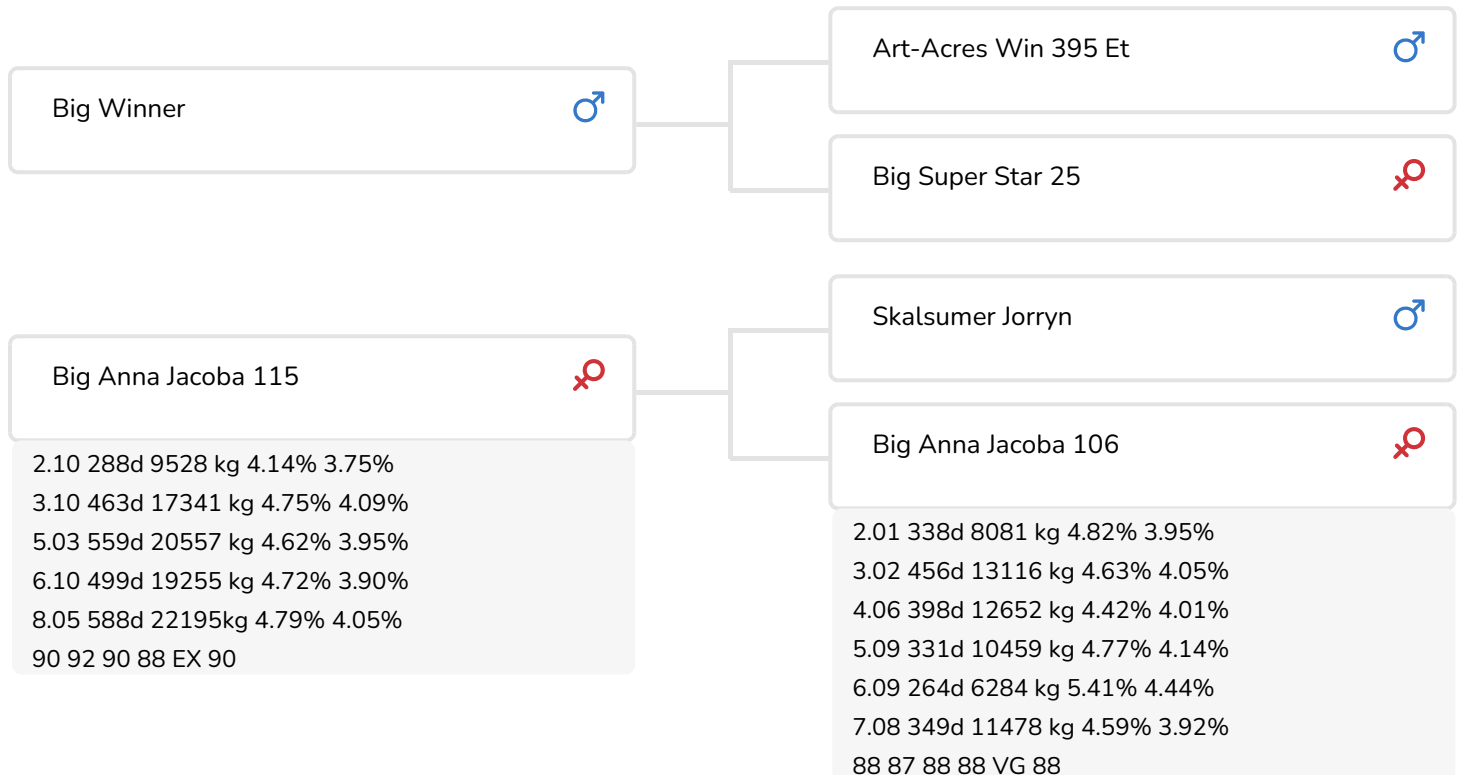 Big Winner
Art-Acres Win 395 Et
Big Super Star 25
Big Anna Jacoba 115
2.10 288d 9528 kg 4.14% 3.75%
3.10 463d 17341 kg 4.75% 4.09%
5.03 559d 20557 kg 4.62% 3.95%
6.10 499d 19255 kg 4.72% 3.90%
8.05 588d 22195kg 4.79% 4.05%
90 92 90 88 EX 90
Skalsumer Jorryn
Big Anna Jacoba 106
2.01 338d 8081 kg 4.82% 3.95%
3.02 456d 13116 kg 4.63% 4.05%
4.06 398d 12652 kg 4.42% 4.01%
5.09 331d 10459 kg 4.77% 4.14%
6.09 264d 6284 kg 5.41% 4.44%
7.08 349d 11478 kg 4.59% 3.92%
88 87 88 88 VG 88